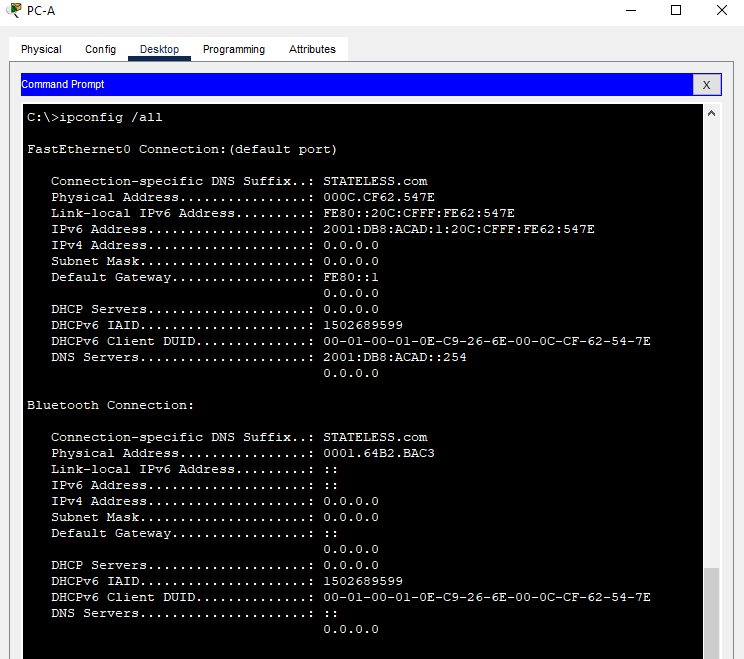 PC-A
Physical Config Desktop Programming Attributes
Command Prompt
X
C:\>ipconfig /all
FastEthernet0 Connection:(default port)
Connection-specific DNS Suffix..: STATELESS.com
Physical Address................: 000C.CF62.547E
Link-local IPv6 Address.........: FE80::20C:CFFF:FE62:547E
IPv6 Address....................: 2001:DB8:ACAD:1:20C:CFFF:FE62:547E
IPv4 Address....................: 0.0.0.0
Subnet Mask.....................: 0.0.0.0
Default Gateway.................: FE80::1
0.0.0.0
DHCP Servers....................: 0.0.0.0
DHCPv6 IAID.....................: 1502689599
DHCPv6 Client DUID..............: 00-01-00-01-0E-C9-26-6E-00-0C-CF-62-54-7E
DNS Servers.....................: 2001:DB8:ACAD::254
0.0.0.0
Bluetooth Connection:
Connection-specific DNS Suffix..: STATELESS.com
Physical Address................: 0001.64B2.BAC3
Link-local IPv6 Address.........: ::
IPv6 Address....................: ::
IPv4 Address....................: 0.0.0.0
Subnet Mask.....................: 0.0.0.0
Default Gateway.................: ::
0.0.0.0
DHCP Servers....................: 0.0.0.0
DHCPv6 IAID.....................: 1502689599
DHCPv6 Client DUID..............: 00-01-00-01-0E-C9-26-6E-00-0C-CF-62-54-7E
DNS Servers.....................: ::
0.0.0.0